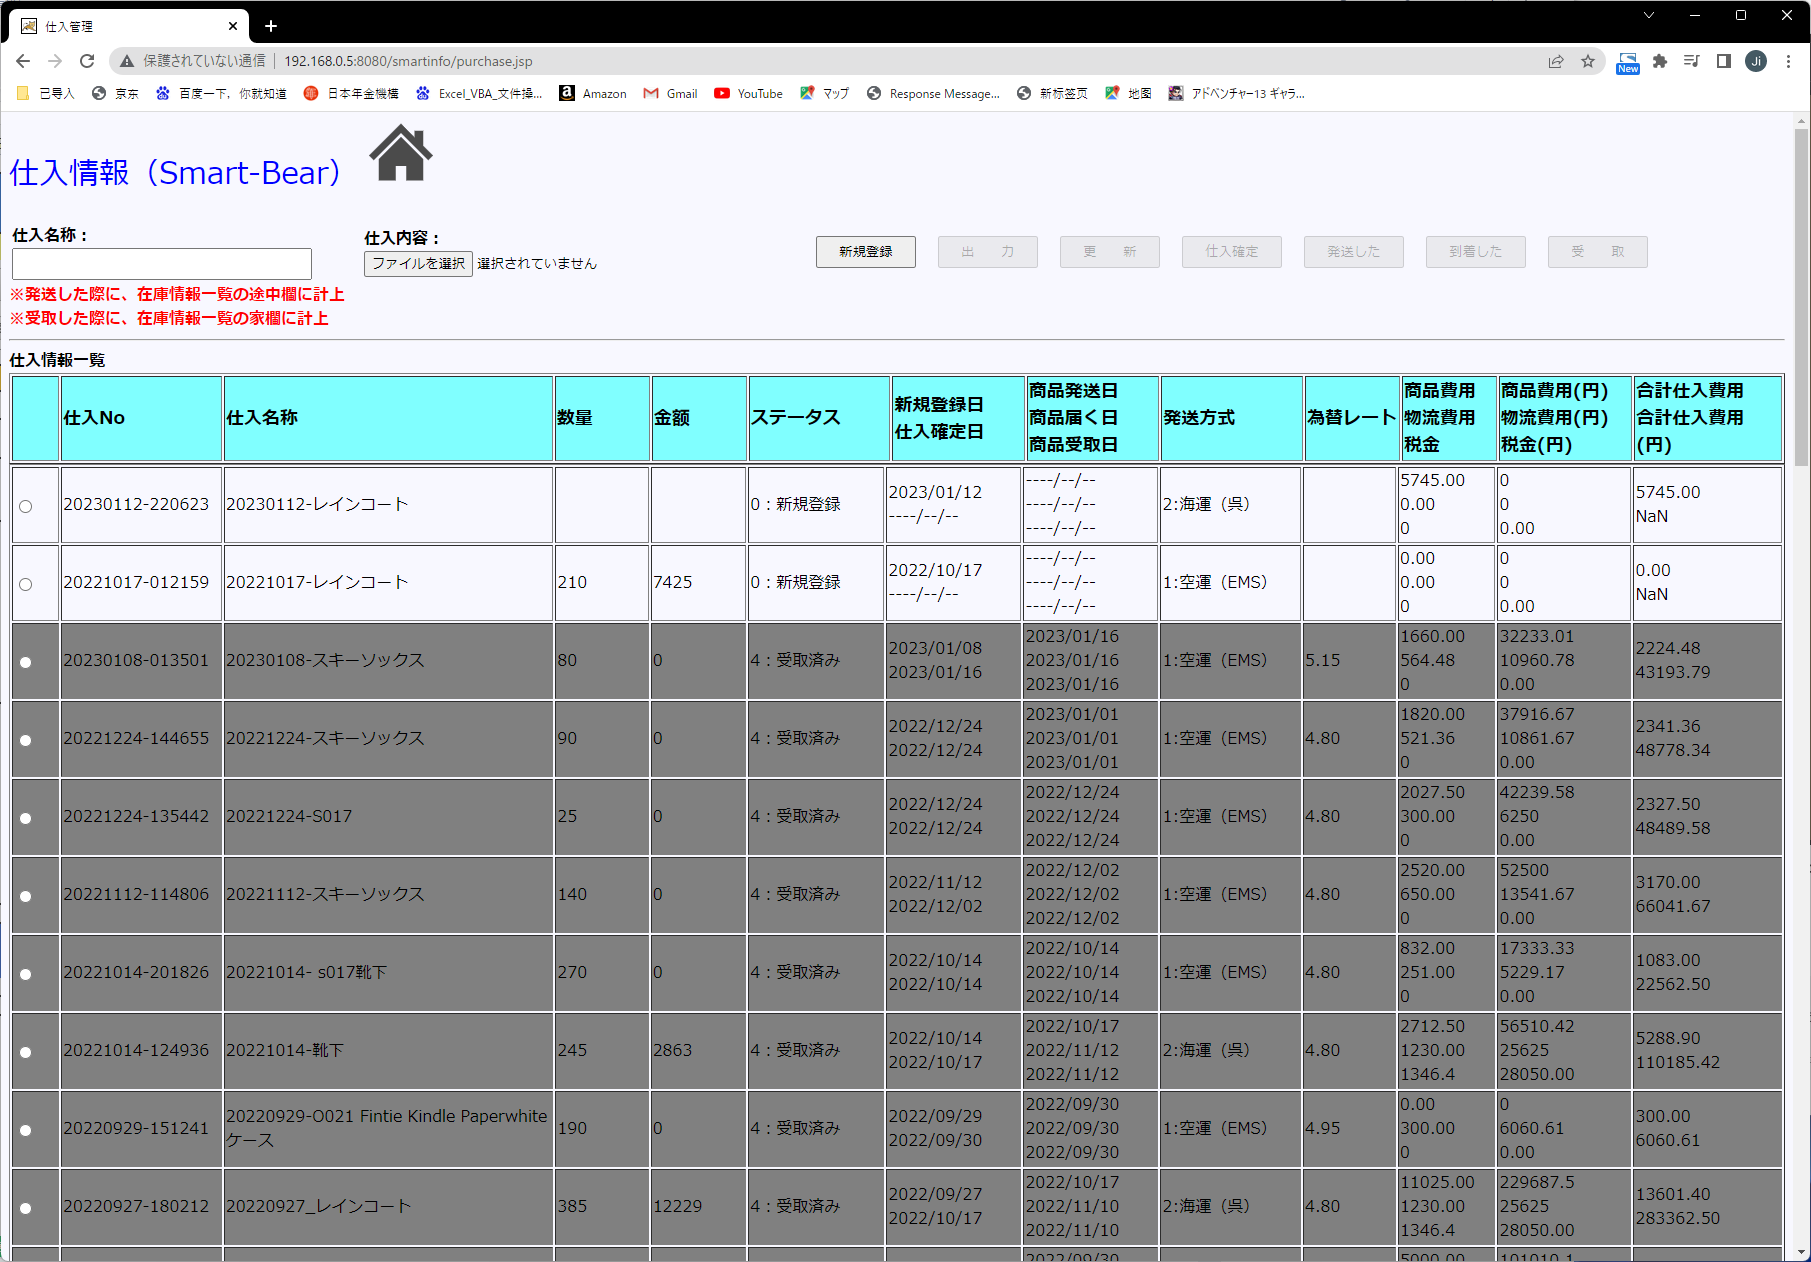 仕入管理
保護されていない通信 | 192.168.0.5:8080/smartinfo/purchase.jsp
New
Ji
已导入 京东 百度一下，你就知道 日本年金機構 Excel_VBA_文件操... Amazon Gmail YouTube マップ Response Message... 新标签页 地图 アドベンチャー13 ギャラ...
仕入情報（Smart-Bear）
仕入名称：
仕入内容：
ファイルを選択 選択されていません
新規登録 出 力 更 新 仕入確定 発送した 到着した 受 取
※発送した際に、在庫情報一覧の途中欄に計上
※受取した際に、在庫情報一覧の家欄に計上
仕入情報一覧
仕入No
仕入名称
数量
金額
ステータス
新規登録日
仕入確定日
商品発送日
商品届く日
商品受取日
発送方式
為替レート
商品費用
物流費用
税金
商品費用(円)
物流費用(円)
税金(円)
合計仕入費用
合計仕入費用
(円)
20230112-220623
20230112-レインコート
0：新規登録
2023/01/12
----/--/--
----/--/--
----/--/--
----/--/--
2:海運（呉）
5745.00
0.00
0
0
0
0.00
5745.00
NaN
20221017-012159
20221017-レインコート
210
7425
0：新規登録
2022/10/17
----/--/--
----/--/--
----/--/--
----/--/--
1:空運（EMS）
0.00
0.00
0
0
0
0.00
0.00
NaN
20230108-013501
20230108-スキーソックス
80
0
4：受取済み
2023/01/08
2023/01/16
2023/01/16
2023/01/16
2023/01/16
1:空運（EMS）
5.15
1660.00
564.48
0
32233.01
10960.78
0.00
2224.48
43193.79
20221224-144655
20221224-スキーソックス
90
0
4：受取済み
2022/12/24
2022/12/24
2023/01/01
2023/01/01
2023/01/01
1:空運（EMS）
4.80
1820.00
521.36
0
37916.67
10861.67
0.00
2341.36
48778.34
20221224-135442
20221224-S017
25
0
4：受取済み
2022/12/24
2022/12/24
2022/12/24
2022/12/24
2022/12/24
1:空運（EMS）
4.80
2027.50
300.00
0
42239.58
6250
0.00
2327.50
48489.58
20221112-114806
20221112-スキーソックス
140
0
4：受取済み
2022/11/12
2022/12/02
2022/12/02
2022/12/02
2022/12/02
1:空運（EMS）
4.80
2520.00
650.00
0
52500
13541.67
0.00
3170.00
66041.67
20221014-201826
20221014- s017靴下
270
0
4：受取済み
2022/10/14
2022/10/14
2022/10/14
2022/10/14
2022/10/14
1:空運（EMS）
4.80
832.00
251.00
0
17333.33
5229.17
0.00
1083.00
22562.50
20221014-124936
20221014-靴下
245
2863
4：受取済み
2022/10/14
2022/10/17
2022/10/17
2022/11/12
2022/11/12
2:海運（呉）
4.80
2712.50
1230.00
1346.4
56510.42
25625
28050.00
5288.90
110185.42
20220929-151241
20220929-O021 Fintie Kindle Paperwhite
ケース
190
0
4：受取済み
2022/09/29
2022/09/30
2022/09/30
2022/09/30
2022/09/30
1:空運（EMS）
4.95
0.00
300.00
0
0
6060.61
0.00
300.00
6060.61
20220927-180212
20220927_レインコート
385
12229
4：受取済み
2022/09/27
2022/10/17
2022/10/17
2022/11/10
2022/11/10
2:海運（呉）
4.80
11025.00
1230.00
1346.4
229687.5
25625
28050.00
13601.40
283362.50
2022/09/30
5000.00
101010.1